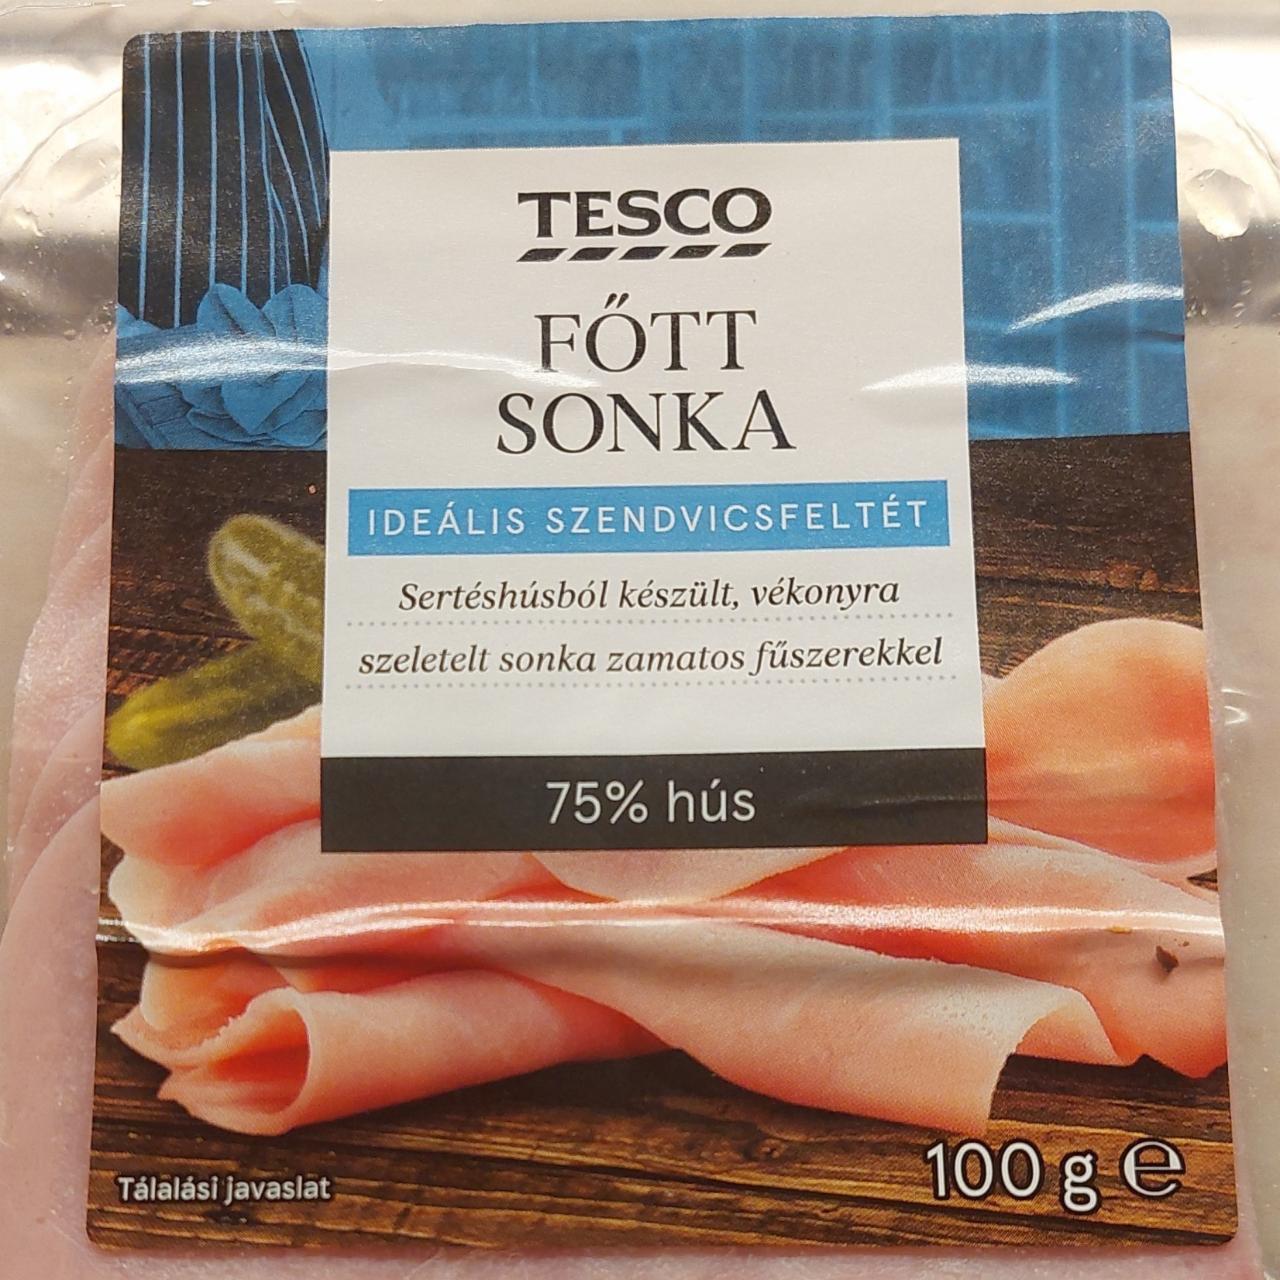 TESCO
FŐTT
SONKA
IDEÁLIS SZENDVICSFELTÉT
Sertéshúsból készült, vékonyra
szeletelt sonka zamatos fűszerekkel
75% hús
100 g ℮
Tálalási javaslat